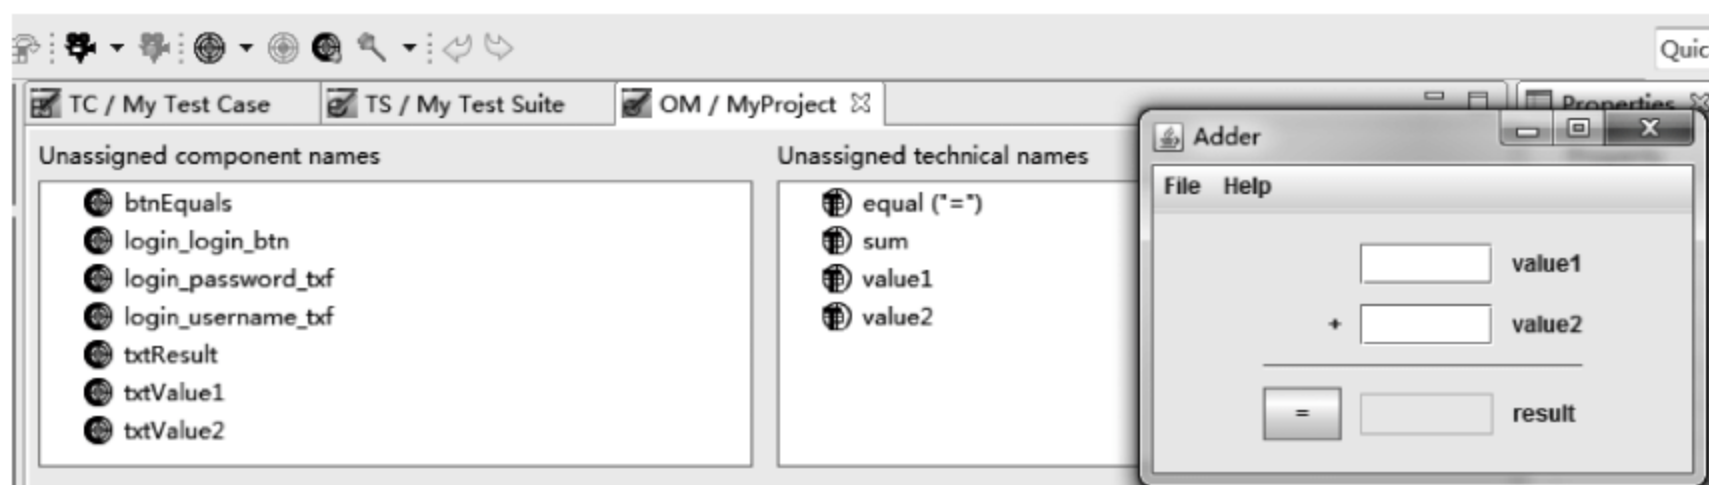 Quic
TC / My Test Case
TS / My Test Suite
OM / MyProject
Properties
Unassigned component names
btnEquals
login_login_btn
login_password_txf
login_username_txf
txtResult
txtValue1
txtValue2
Unassigned technical names
equal ("=")
sum
value1
value2
Adder
File Help
value1
+ value2
= result